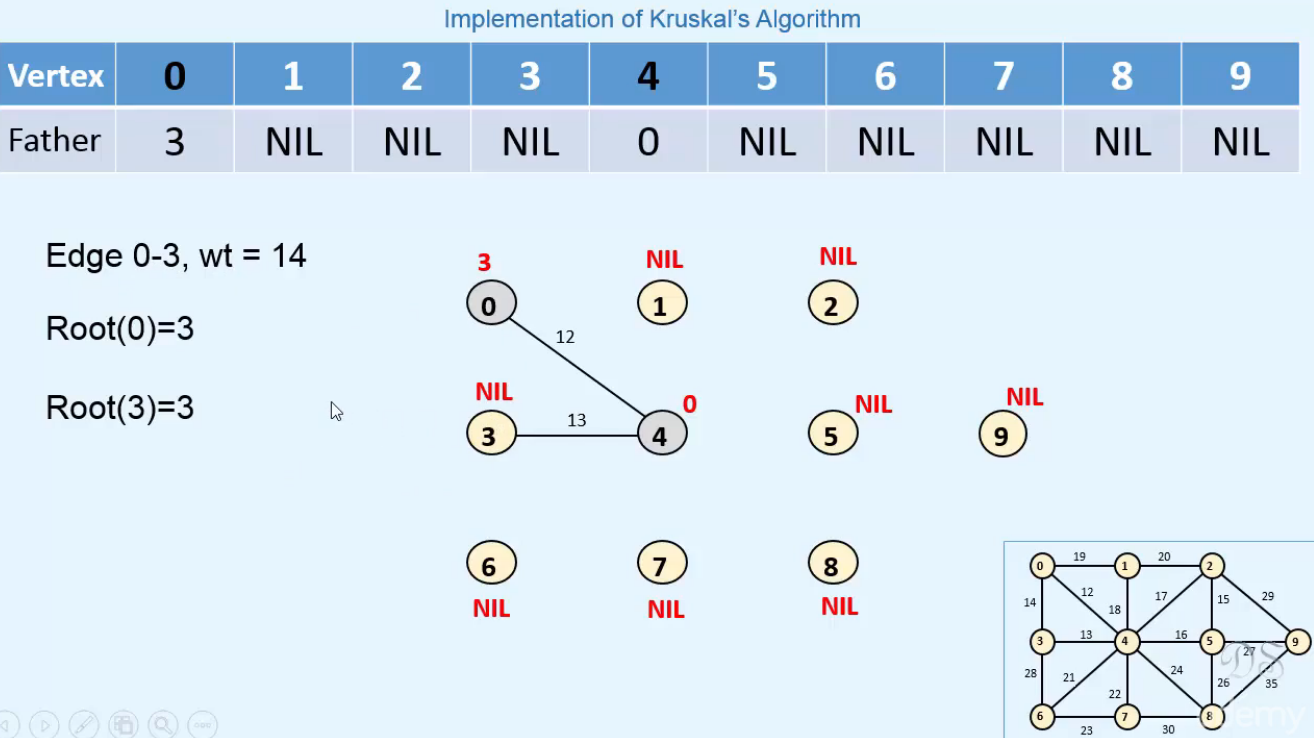 Implementation of Kruskal's Algorithm
Vertex 0 1 2 3 4 5 6 7 8 9
Father 3 NIL NIL NIL 0 NIL NIL NIL NIL NIL
Edge 0-3, wt = 14
Root(0)=3
Root(3)=3
3 NIL NIL
0 1 2
12
NIL 0 NIL NIL
3 13 4 5 9
6 7 8
NIL NIL NIL
0 19 1 20 2
14 12 18 17 15 29
3 13 4 16 5 27 9
28 21 22 24 26 35
6 23 7 30 8
DS